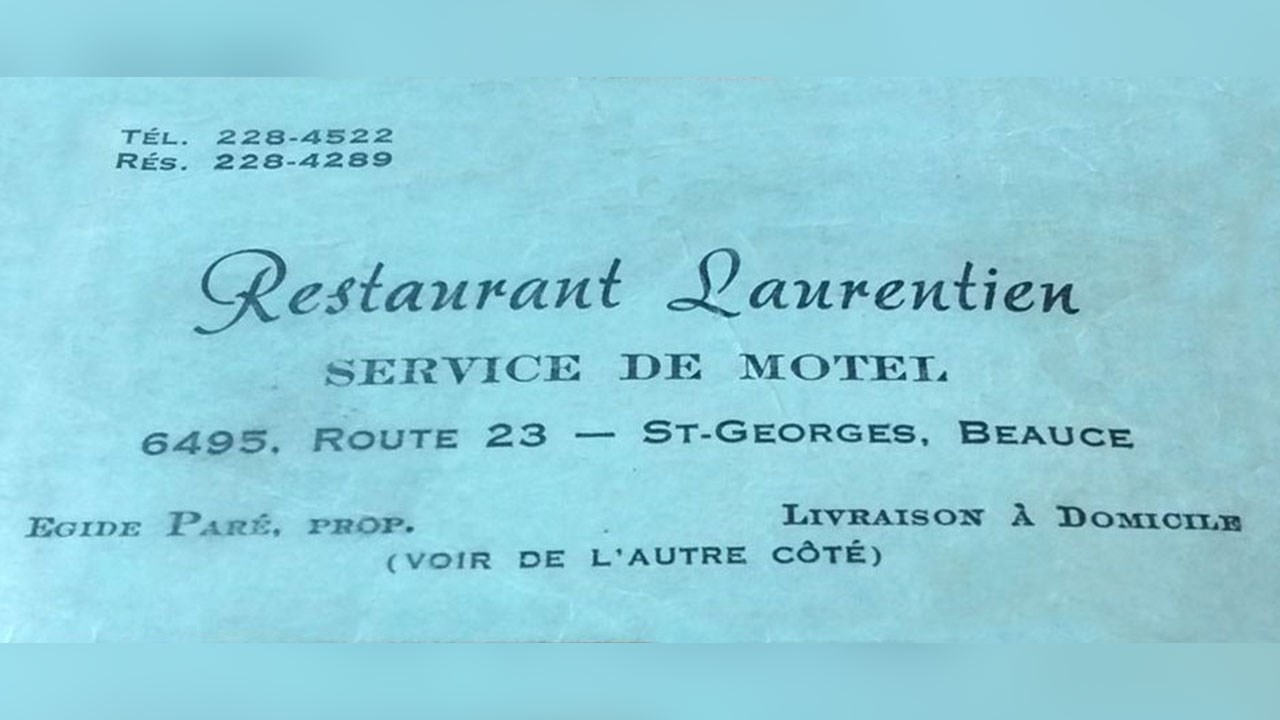 TÉL. 228-4522
RÉS. 228-4289
Restaurant Laurentien
SERVICE DE MOTEL
6495, ROUTE 23 — ST-GEORGES, BEAUCE
EGIDE PARÉ, PROP.
LIVRAISON À DOMICILE
(VOIR DE L'AUTRE CÔTÉ)